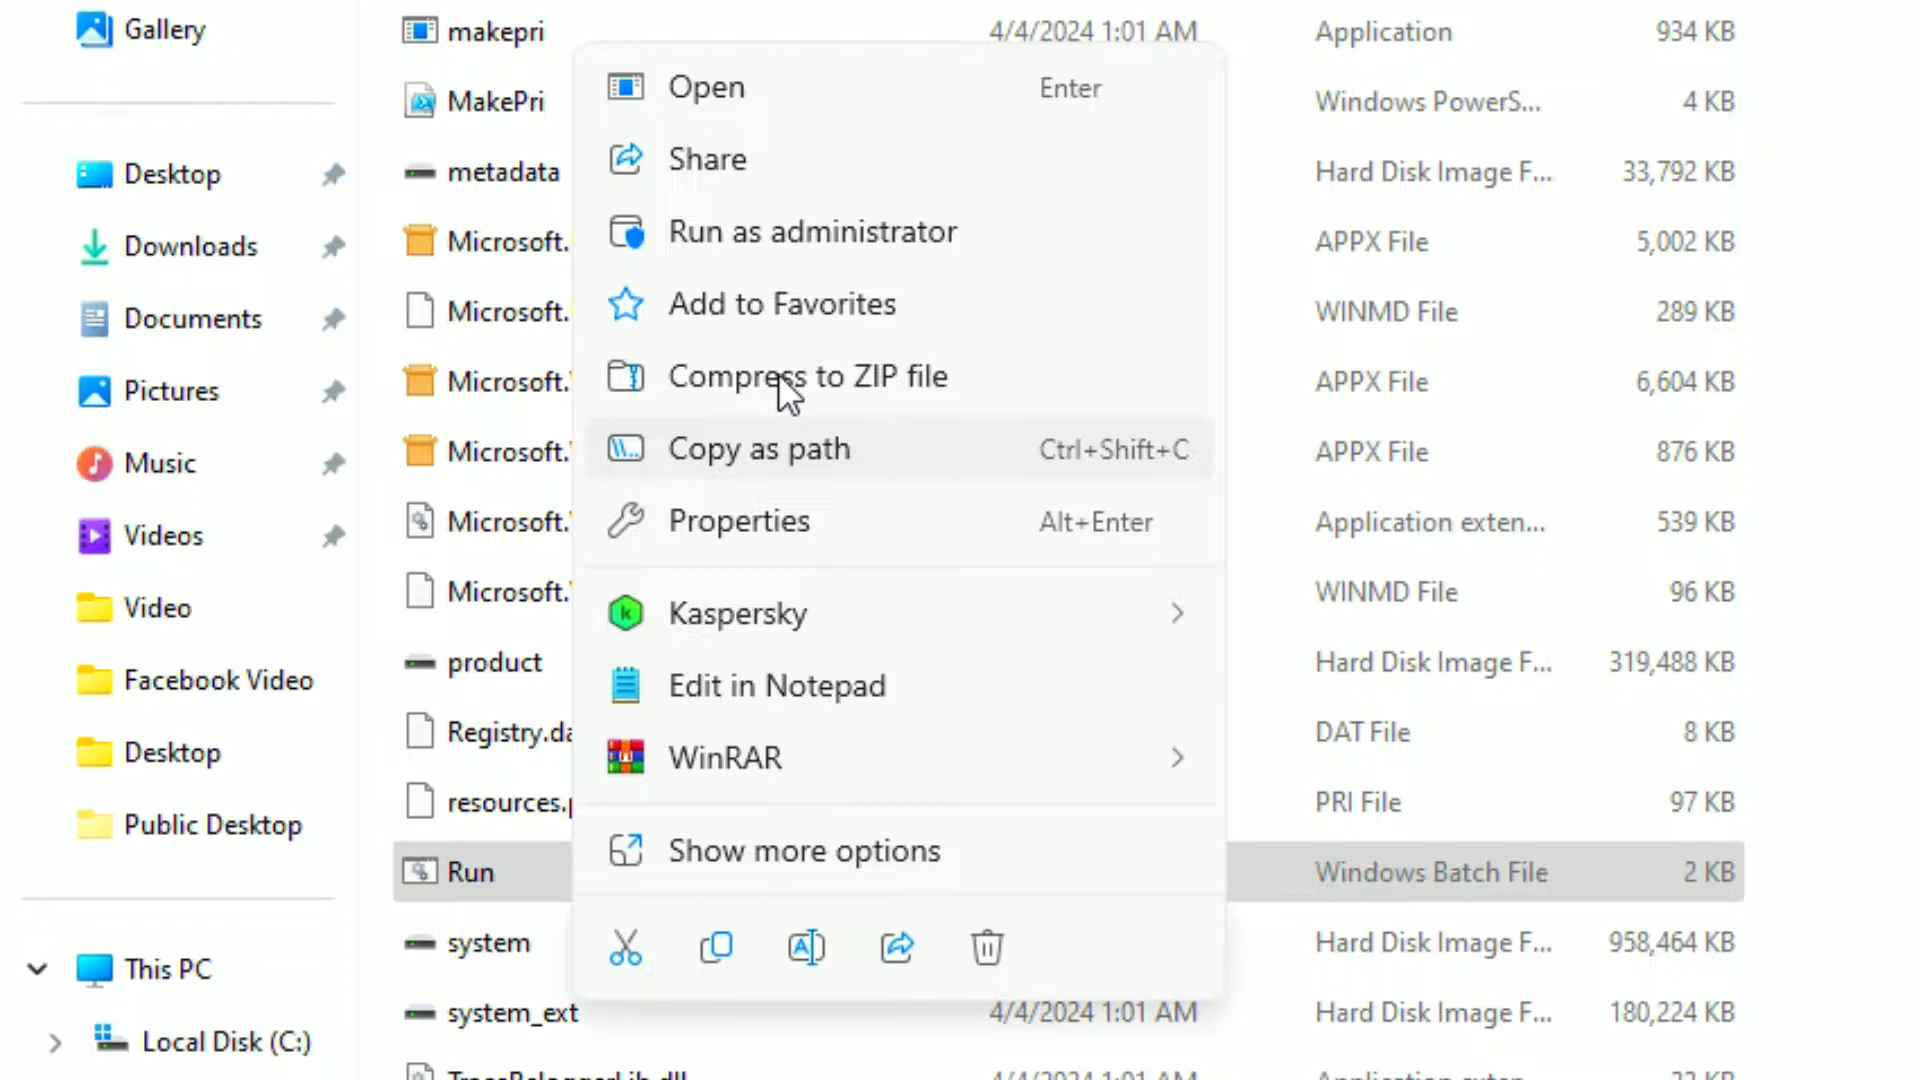 Gallery
Desktop
Downloads
Documents
Pictures
Music
Videos
Video
Facebook Video
Desktop
Public Desktop
This PC
Local Disk (C:)
makepri 4/4/2024 1:01 AM Application 934 KB
MakePri Windows PowerS... 4 KB
metadata Hard Disk Image F... 33,792 KB
Microsoft. APPX File 5,002 KB
Microsoft. WINMD File 289 KB
Microsoft. APPX File 6,604 KB
Microsoft. APPX File 876 KB
Microsoft. Application exten... 539 KB
Microsoft. WINMD File 96 KB
product Hard Disk Image F... 319,488 KB
Registry.da DAT File 8 KB
resources.p PRI File 97 KB
Run Windows Batch File 2 KB
system Hard Disk Image F... 958,464 KB
system_ext 4/4/2024 1:01 AM Hard Disk Image F... 180,224 KB
Open Enter
Share
Run as administrator
Add to Favorites
Compress to ZIP file
Copy as path Ctrl+Shift+C
Properties Alt+Enter
Kaspersky
Edit in Notepad
WinRAR
Show more options